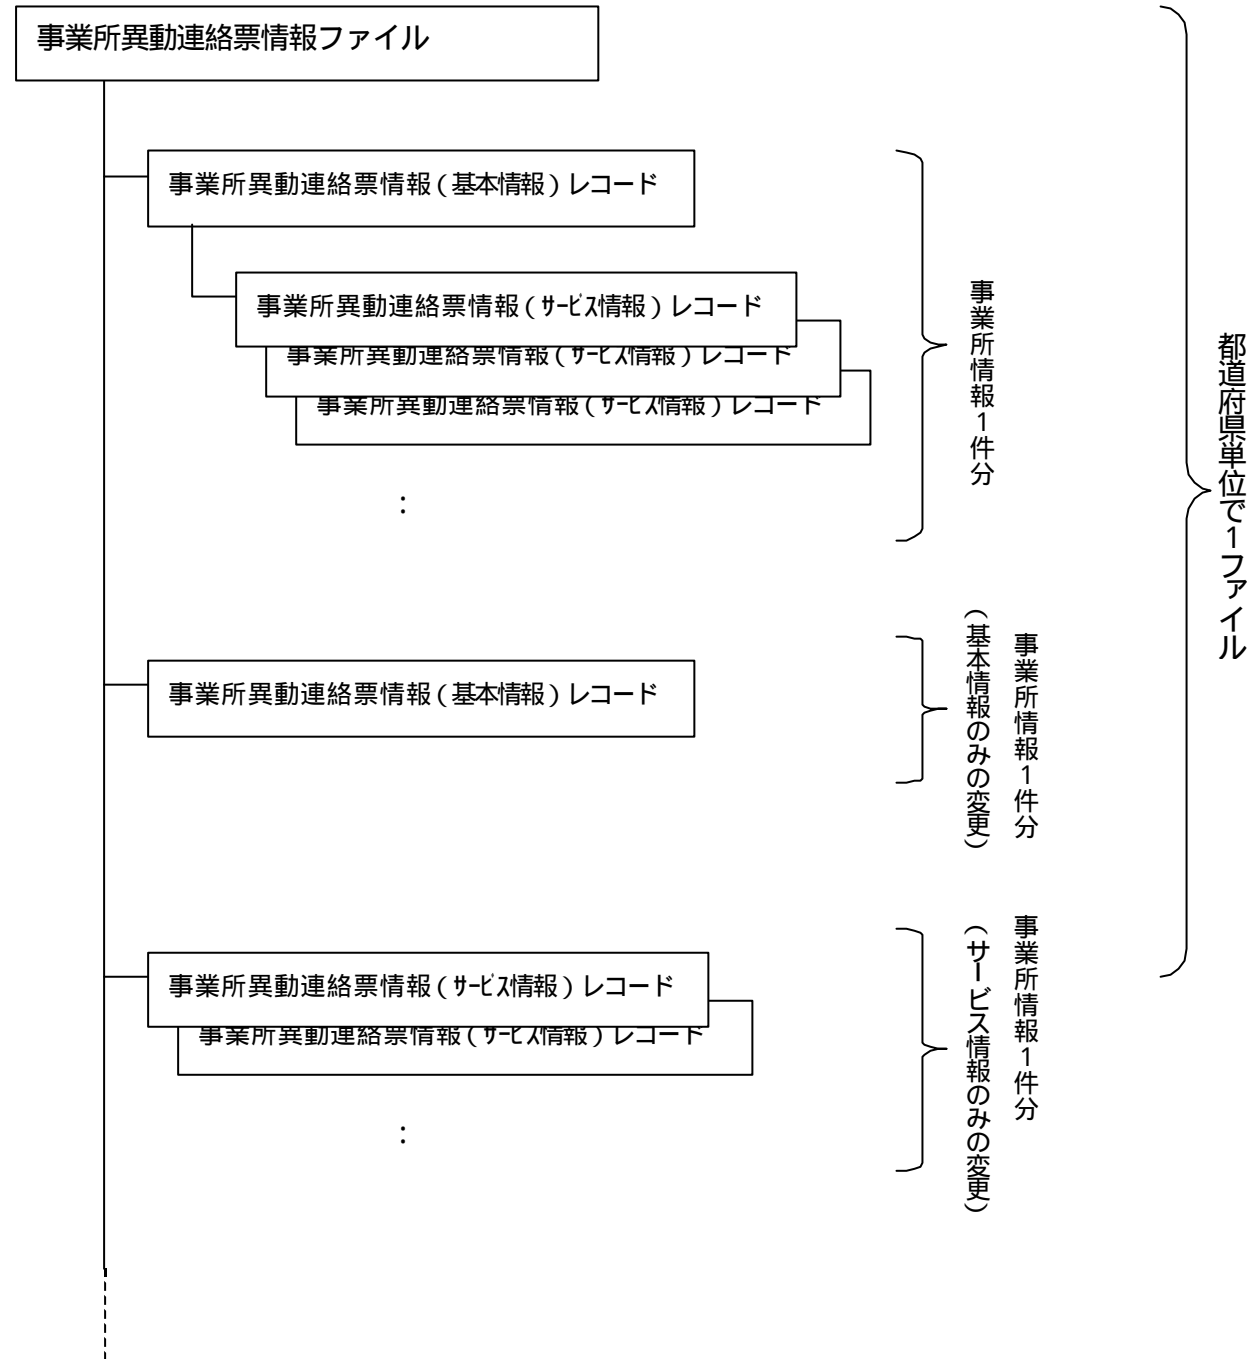 事業所異動連絡票情報ファイル
事業所異動連絡票情報(基本情報)レコード
事業所異動連絡票情報(サービス情報)レコード
事業所異動連絡票情報(サービス情報)レコード
事業所異動連絡票情報(サービス情報)レコード
:
事業所情報1件分
事業所異動連絡票情報(基本情報)レコード
事業所情報1件分
(基本情報のみの変更)
事業所異動連絡票情報(サービス情報)レコード
事業所異動連絡票情報(サービス情報)レコード
:
事業所情報1件分
(サービス情報のみの変更)
都道府県単位で1ファイル